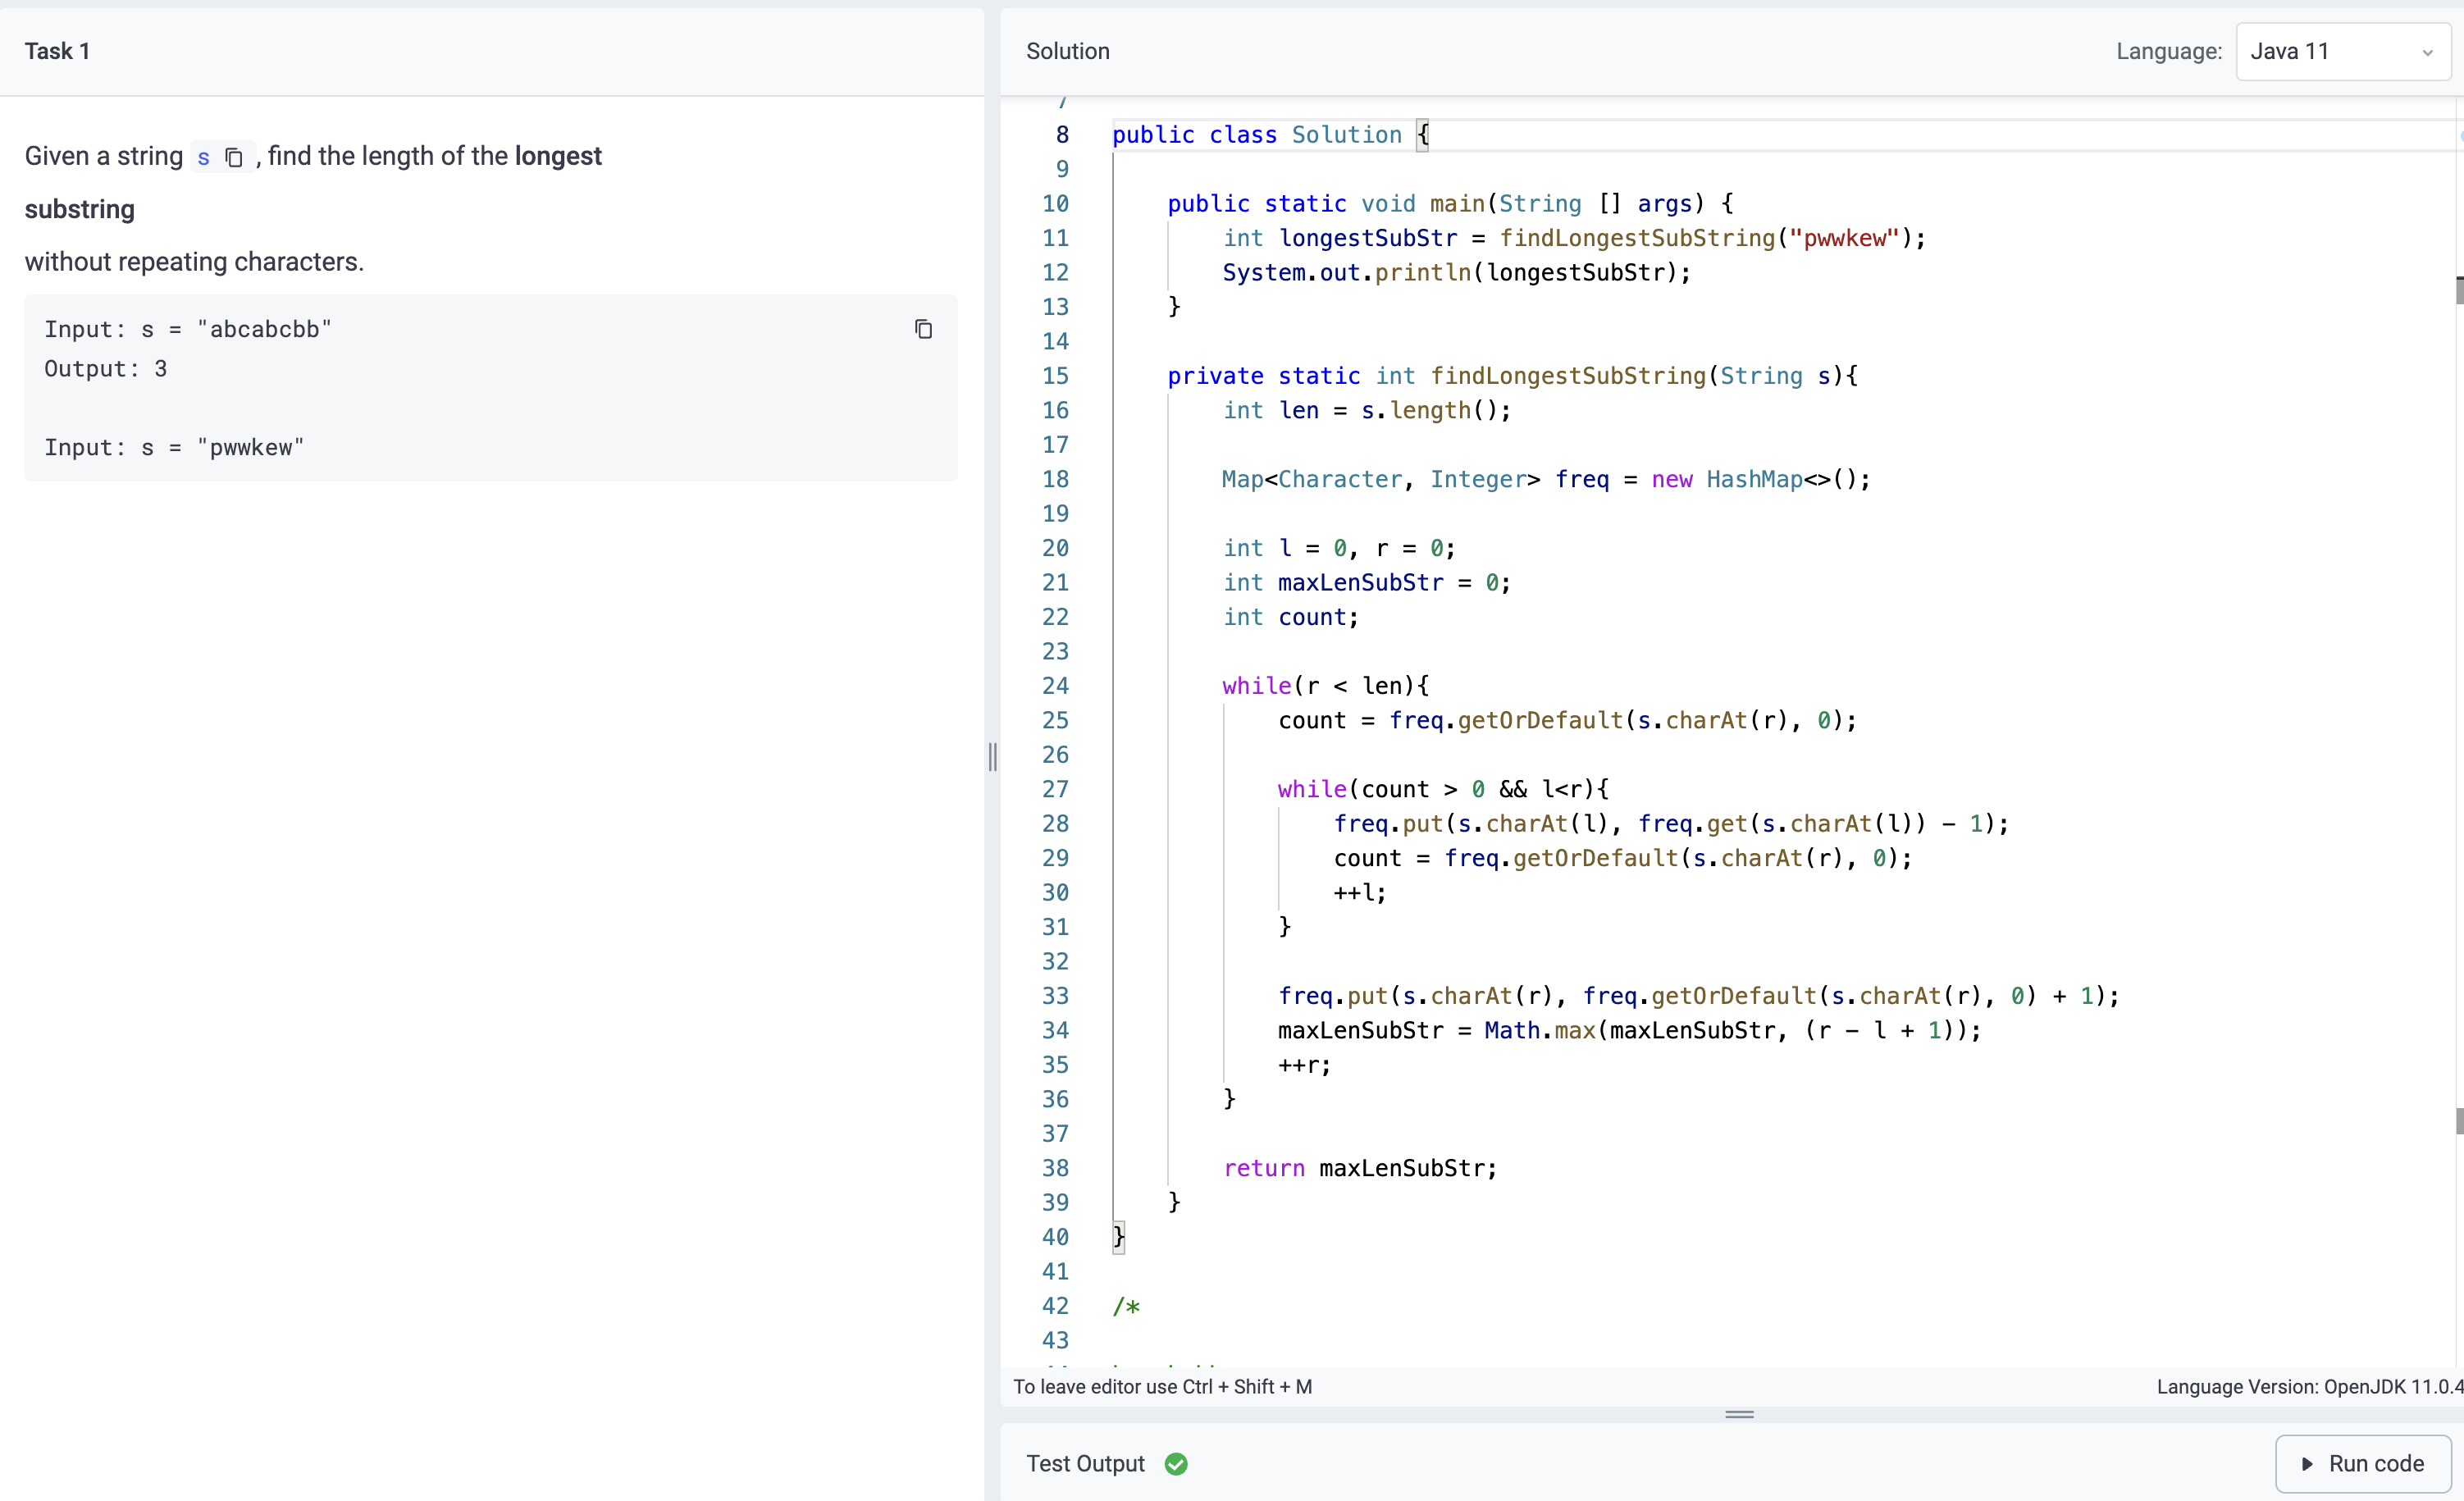 Task 1
Given a string s , find the length of the longest
substring
without repeating characters.
Input: s = "abcabcbb"
Output: 3
Input: s = "pwwkew"
Solution
Language: Java 11
7
8 public class Solution {
9
10 public static void main(String [] args) {
11 int longestSubStr = findLongestSubString("pwwkew");
12 System.out.println(longestSubStr);
13 }
14
15 private static int findLongestSubString(String s){
16 int len = s.length();
17
18 Map<Character, Integer> freq = new HashMap<>();
19
20 int l = 0, r = 0;
21 int maxLenSubStr = 0;
22 int count;
23
24 while(r < len){
25 count = freq.getOrDefault(s.charAt(r), 0);
26
27 while(count > 0 && l<r){
28 freq.put(s.charAt(l), freq.get(s.charAt(l)) - 1);
29 count = freq.getOrDefault(s.charAt(r), 0);
30 ++l;
31 }
32
33 freq.put(s.charAt(r), freq.getOrDefault(s.charAt(r), 0) + 1);
34 maxLenSubStr = Math.max(maxLenSubStr, (r - l + 1));
35 ++r;
36 }
37
38 return maxLenSubStr;
39 }
40 }
41
42 /*
43
To leave editor use Ctrl + Shift + M
Language Version: OpenJDK 11.0.4
Test Output
Run code